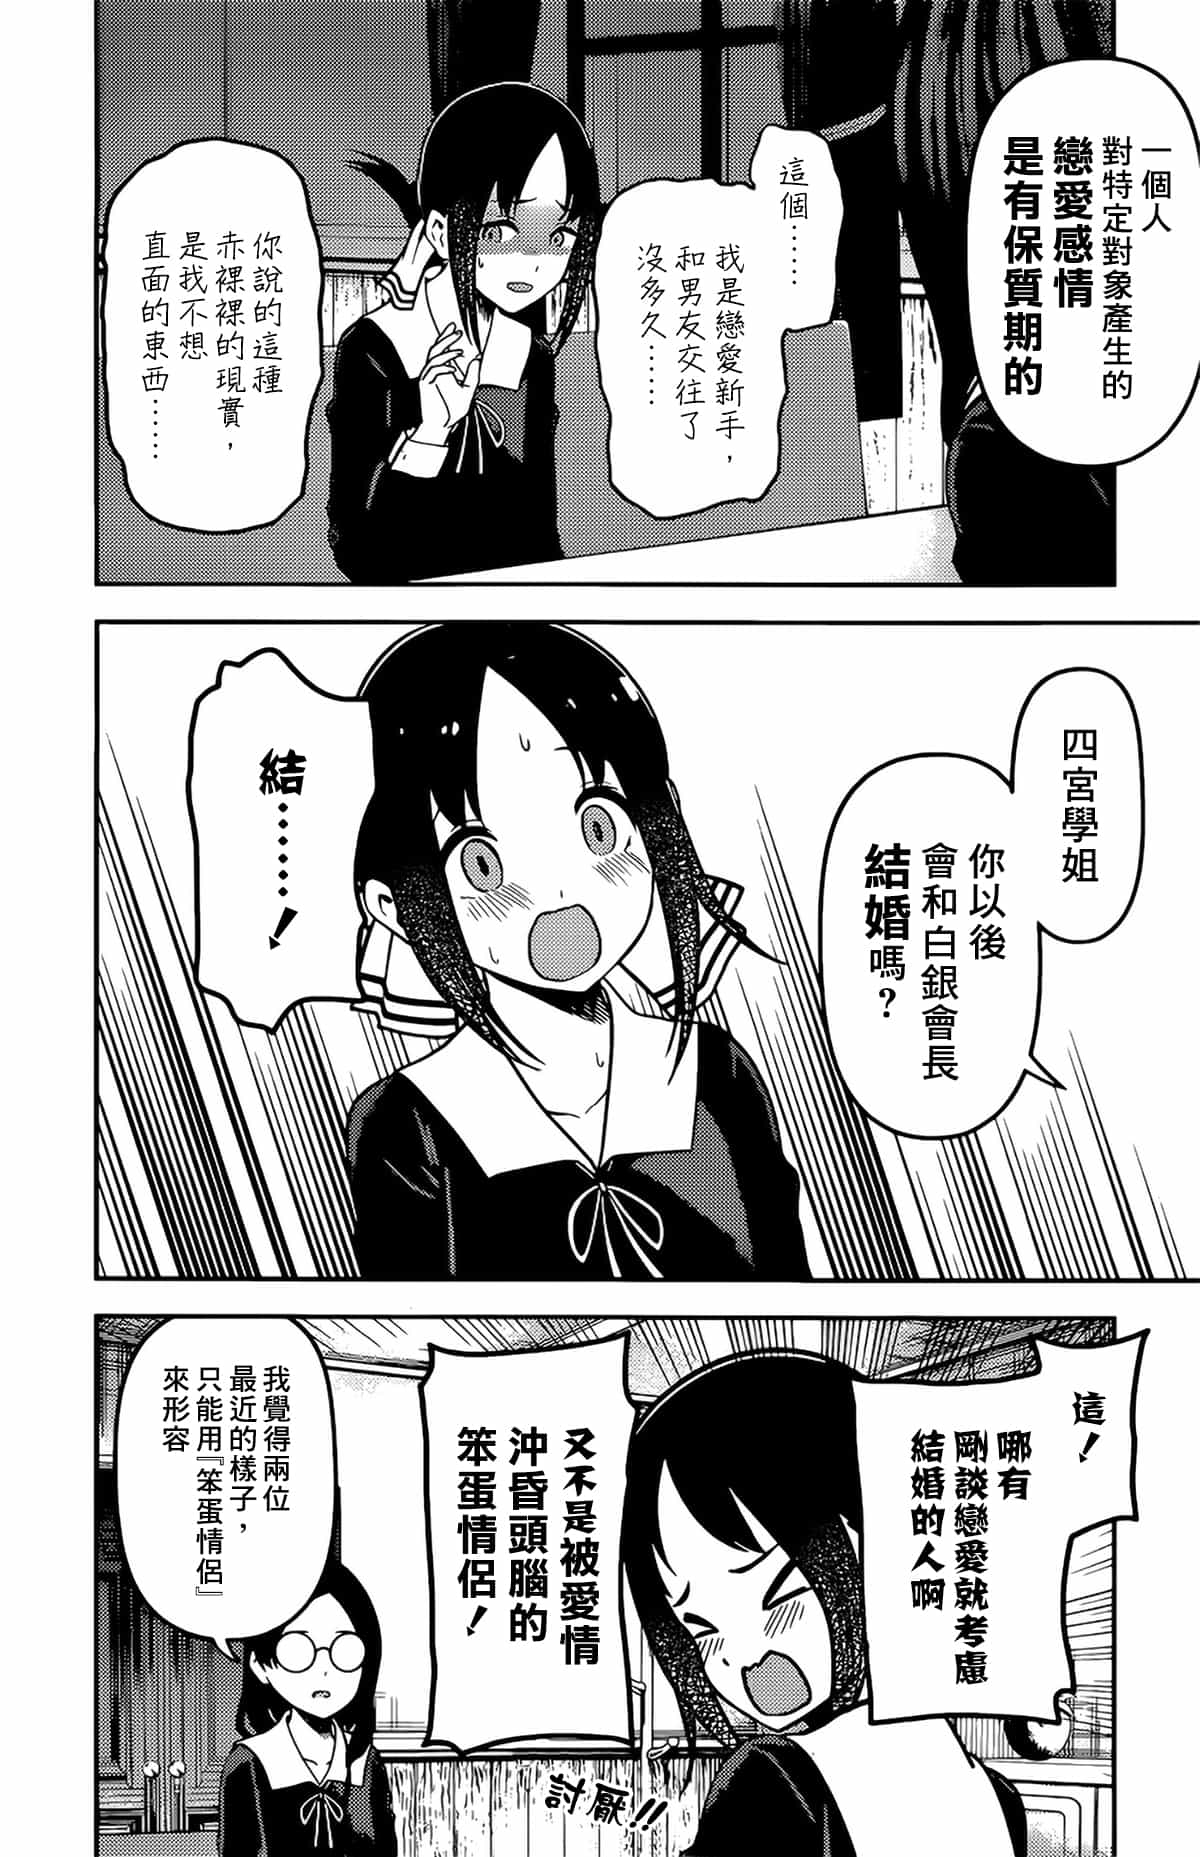 一個人
對特定對象產生的
戀愛感情
是有保質期的
這個……
我是戀愛新手，
和男友交往了
沒多久……
你說的這種
赤裸裸的現實，
是我不想
直面的東西……
四宮學姐
你以後
會和白銀會長
結婚嗎？
結………！
這！
哪有
剛談戀愛就考慮
結婚的人啊
又不是被愛情
沖昏頭腦的
笨蛋情侶！
討厭!!
我覺得兩位
最近的樣子，
只能用『笨蛋情侶』
來形容